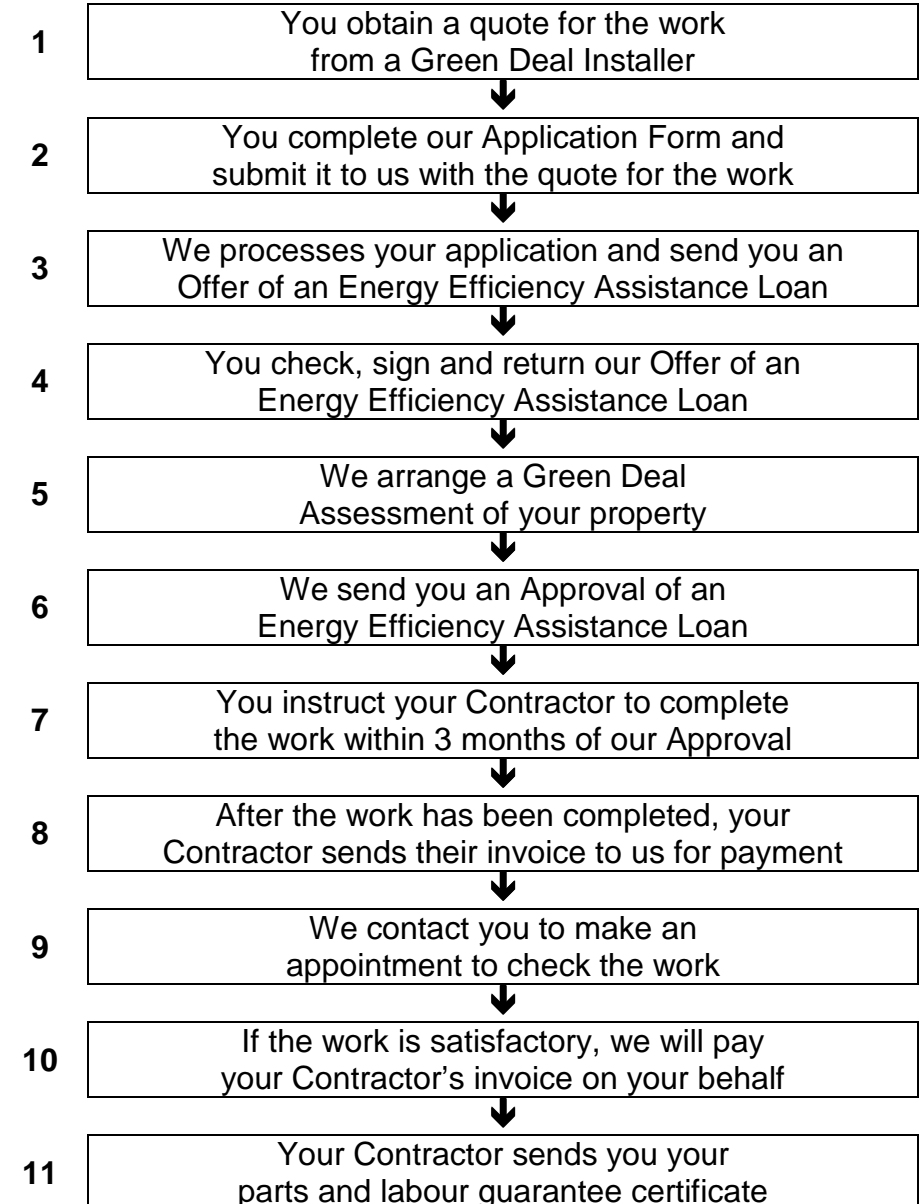 1
You obtain a quote for the work
from a Green Deal Installer
2
You complete our Application Form and
submit it to us with the quote for the work
3
We processes your application and send you an
Offer of an Energy Efficiency Assistance Loan
4
You check, sign and return our Offer of an
Energy Efficiency Assistance Loan
5
We arrange a Green Deal
Assessment of your property
6
We send you an Approval of an
Energy Efficiency Assistance Loan
7
You instruct your Contractor to complete
the work within 3 months of our Approval
8
After the work has been completed, your
Contractor sends their invoice to us for payment
9
We contact you to make an
appointment to check the work
10
If the work is satisfactory, we will pay
your Contractor's invoice on your behalf
11
Your Contractor sends you your
parts and labour guarantee certificate